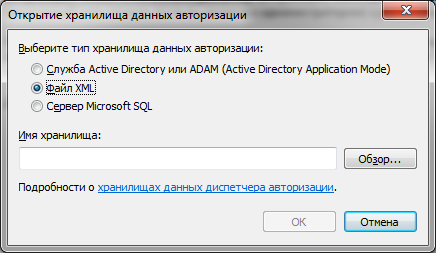 Открытие хранилища данных авторизации
Выберите тип хранилища данных авторизации:
Служба Active Directory или ADAM (Active Directory Application Mode)
Файл XML
Сервер Microsoft SQL
Имя хранилища:
Обзор...
Подробности о хранилищах данных диспетчера авторизации.
ОК
Отмена